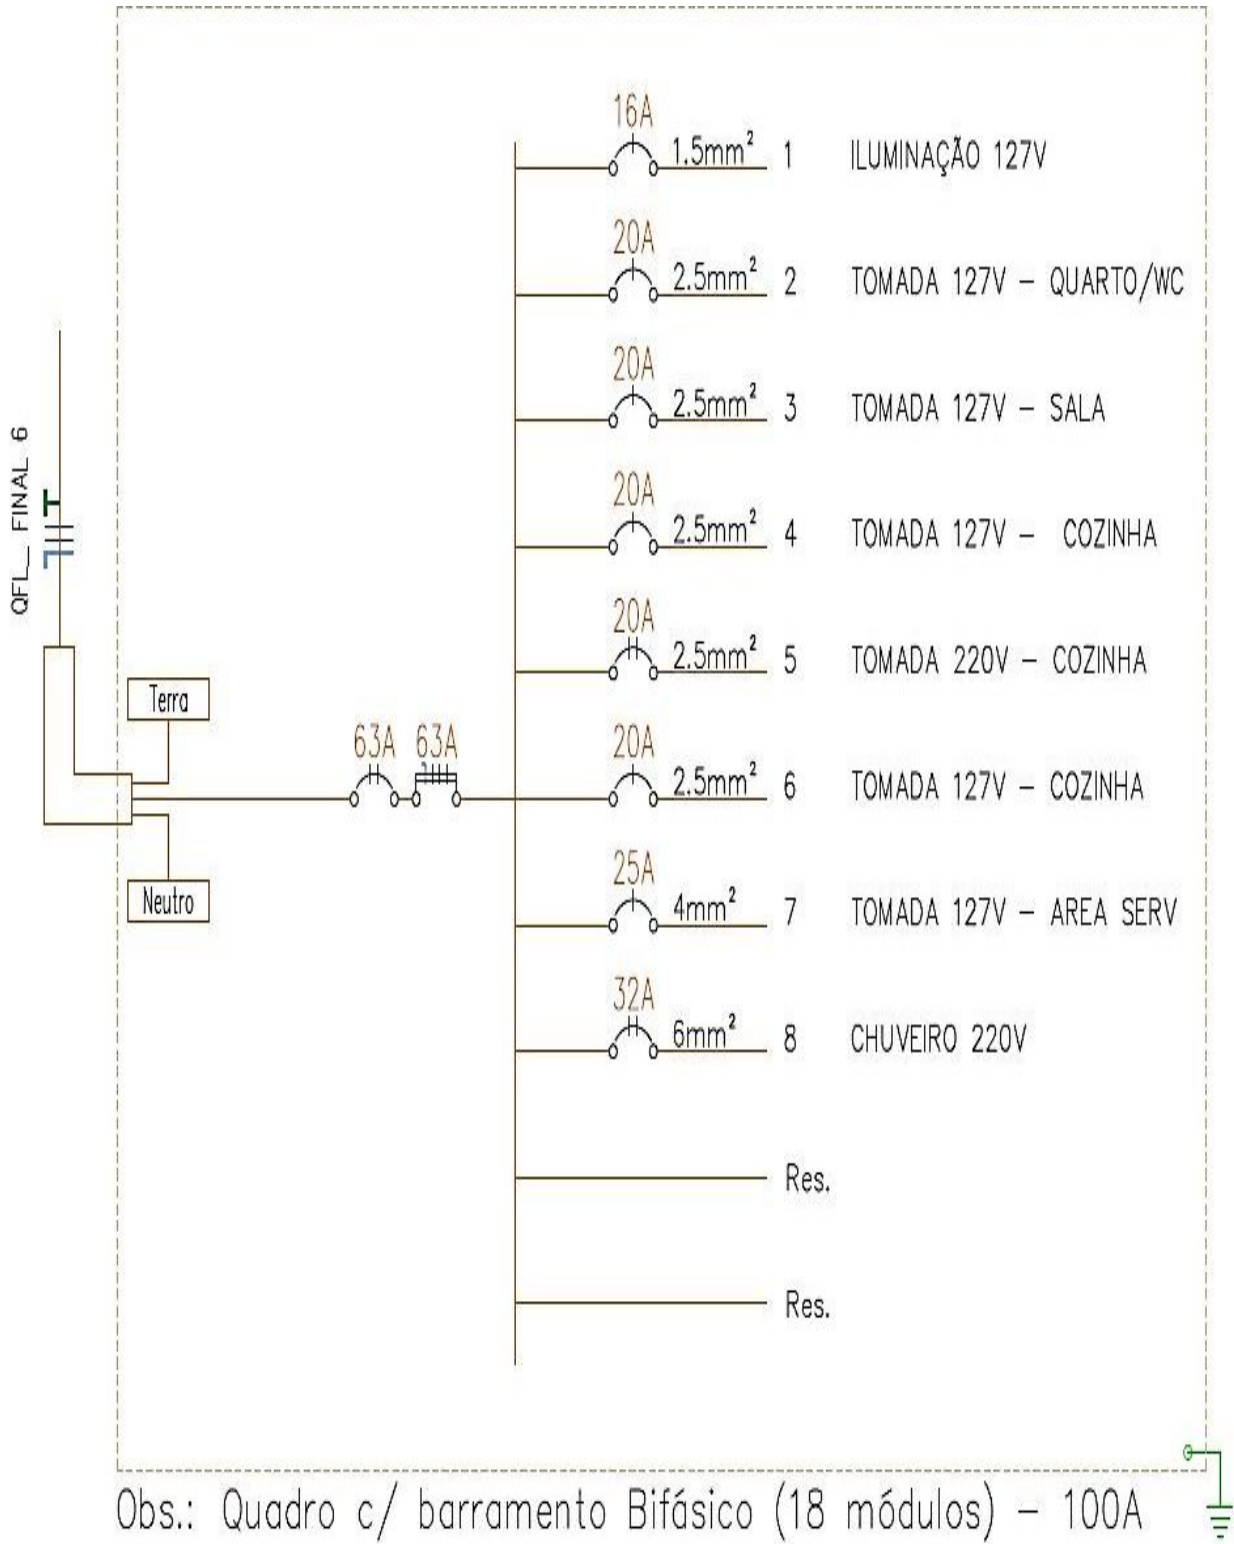 16A
1.5mm² 1 ILUMINAÇÃO 127V
20A
2.5mm² 2 TOMADA 127V – QUARTO/WC
20A
2.5mm² 3 TOMADA 127V – SALA
20A
2.5mm² 4 TOMADA 127V – COZINHA
20A
2.5mm² 5 TOMADA 220V – COZINHA
20A
2.5mm² 6 TOMADA 127V – COZINHA
25A
4mm² 7 TOMADA 127V – AREA SERV
32A
6mm² 8 CHUVEIRO 220V
Res.
Res.
QFL_ FINAL 6
Terra
63A 63A
Neutro
Obs.: Quadro c/ barramento Bifásico (18 módulos) – 100A